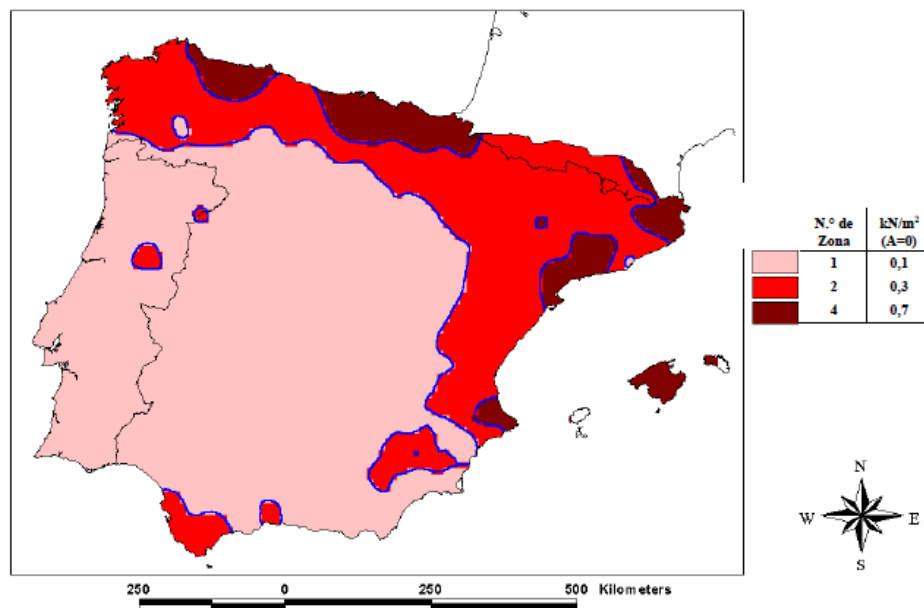 N.º de Zona
kN/m² (A=0)
1 0,1
2 0,3
4 0,7
N
W E
S
250 0 250 500 Kilometers